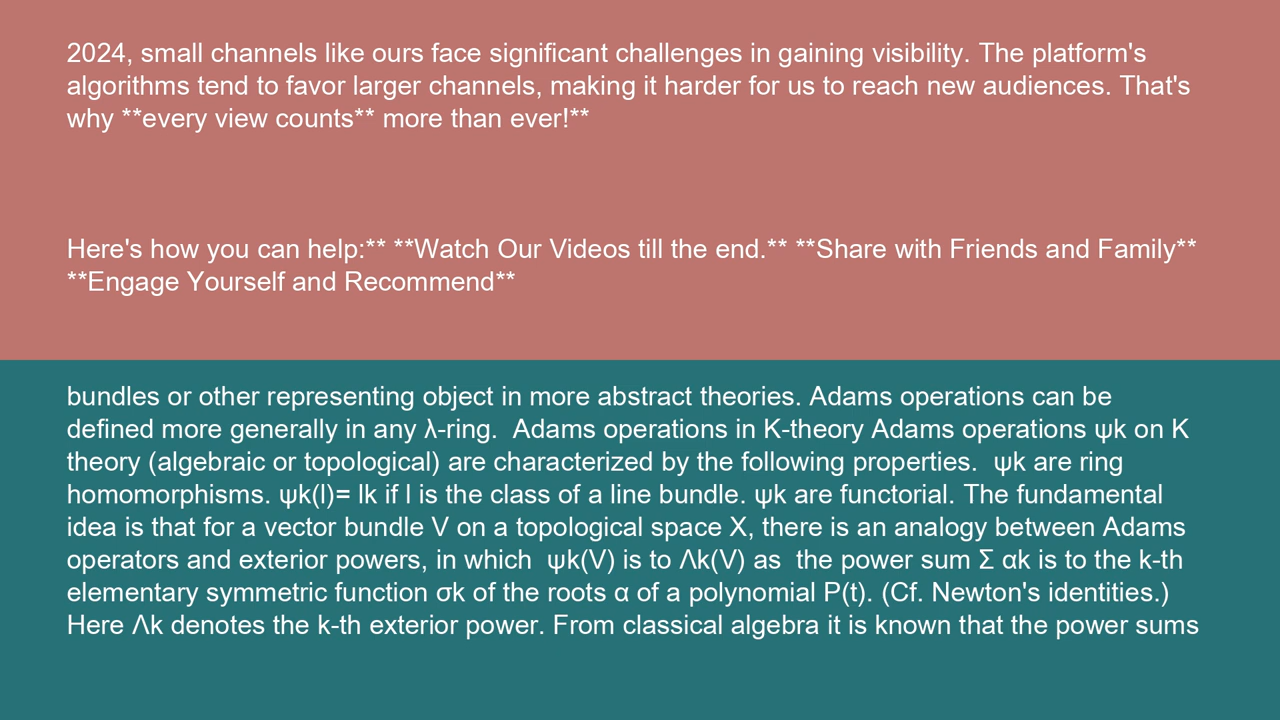 2024, small channels like ours face significant challenges in gaining visibility. The platform's
algorithms tend to favor larger channels, making it harder for us to reach new audiences. That's
why **every view counts** more than ever!**
Here's how you can help:** **Watch Our Videos till the end.** **Share with Friends and Family**
**Engage Yourself and Recommend**
bundles or other representing object in more abstract theories. Adams operations can be
defined more generally in any λ-ring.  Adams operations in K-theory Adams operations ψk on K
theory (algebraic or topological) are characterized by the following properties.  ψk are ring
homomorphisms. ψk(l)= lk if l is the class of a line bundle. ψk are functorial. The fundamental
idea is that for a vector bundle V on a topological space X, there is an analogy between Adams
operators and exterior powers, in which  ψk(V) is to Λk(V) as  the power sum Σ αk is to the k-th
elementary symmetric function σk of the roots α of a polynomial P(t). (Cf. Newton's identities.)
Here Λk denotes the k-th exterior power. From classical algebra it is known that the power sums